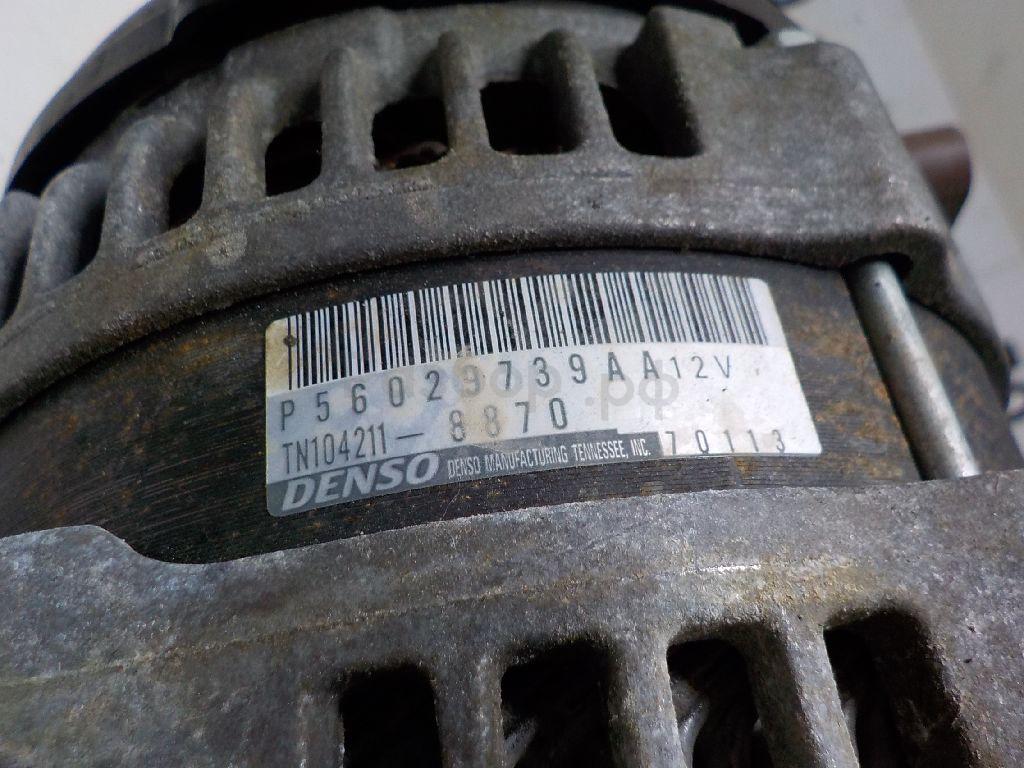 P56029739AA 12V
TN104211-8870
DENSO DENSO MANUFACTURING TENNESSEE, INC. 70113